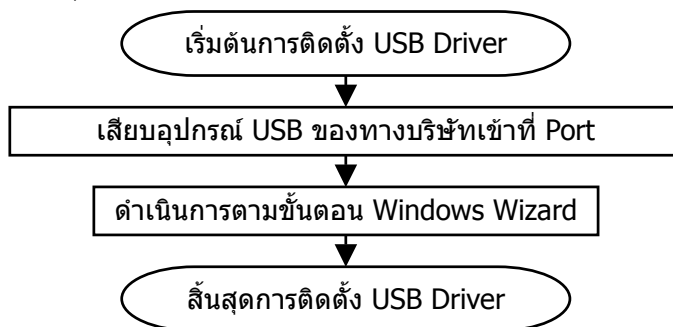 เริ่มต้นการติดตั้ง USB Driver
เสียบอุปกรณ์ USB ของทางบริษัทเข้าที่ Port
ดำเนินการตามขั้นตอน Windows Wizard
สิ้นสุดการติดตั้ง USB Driver